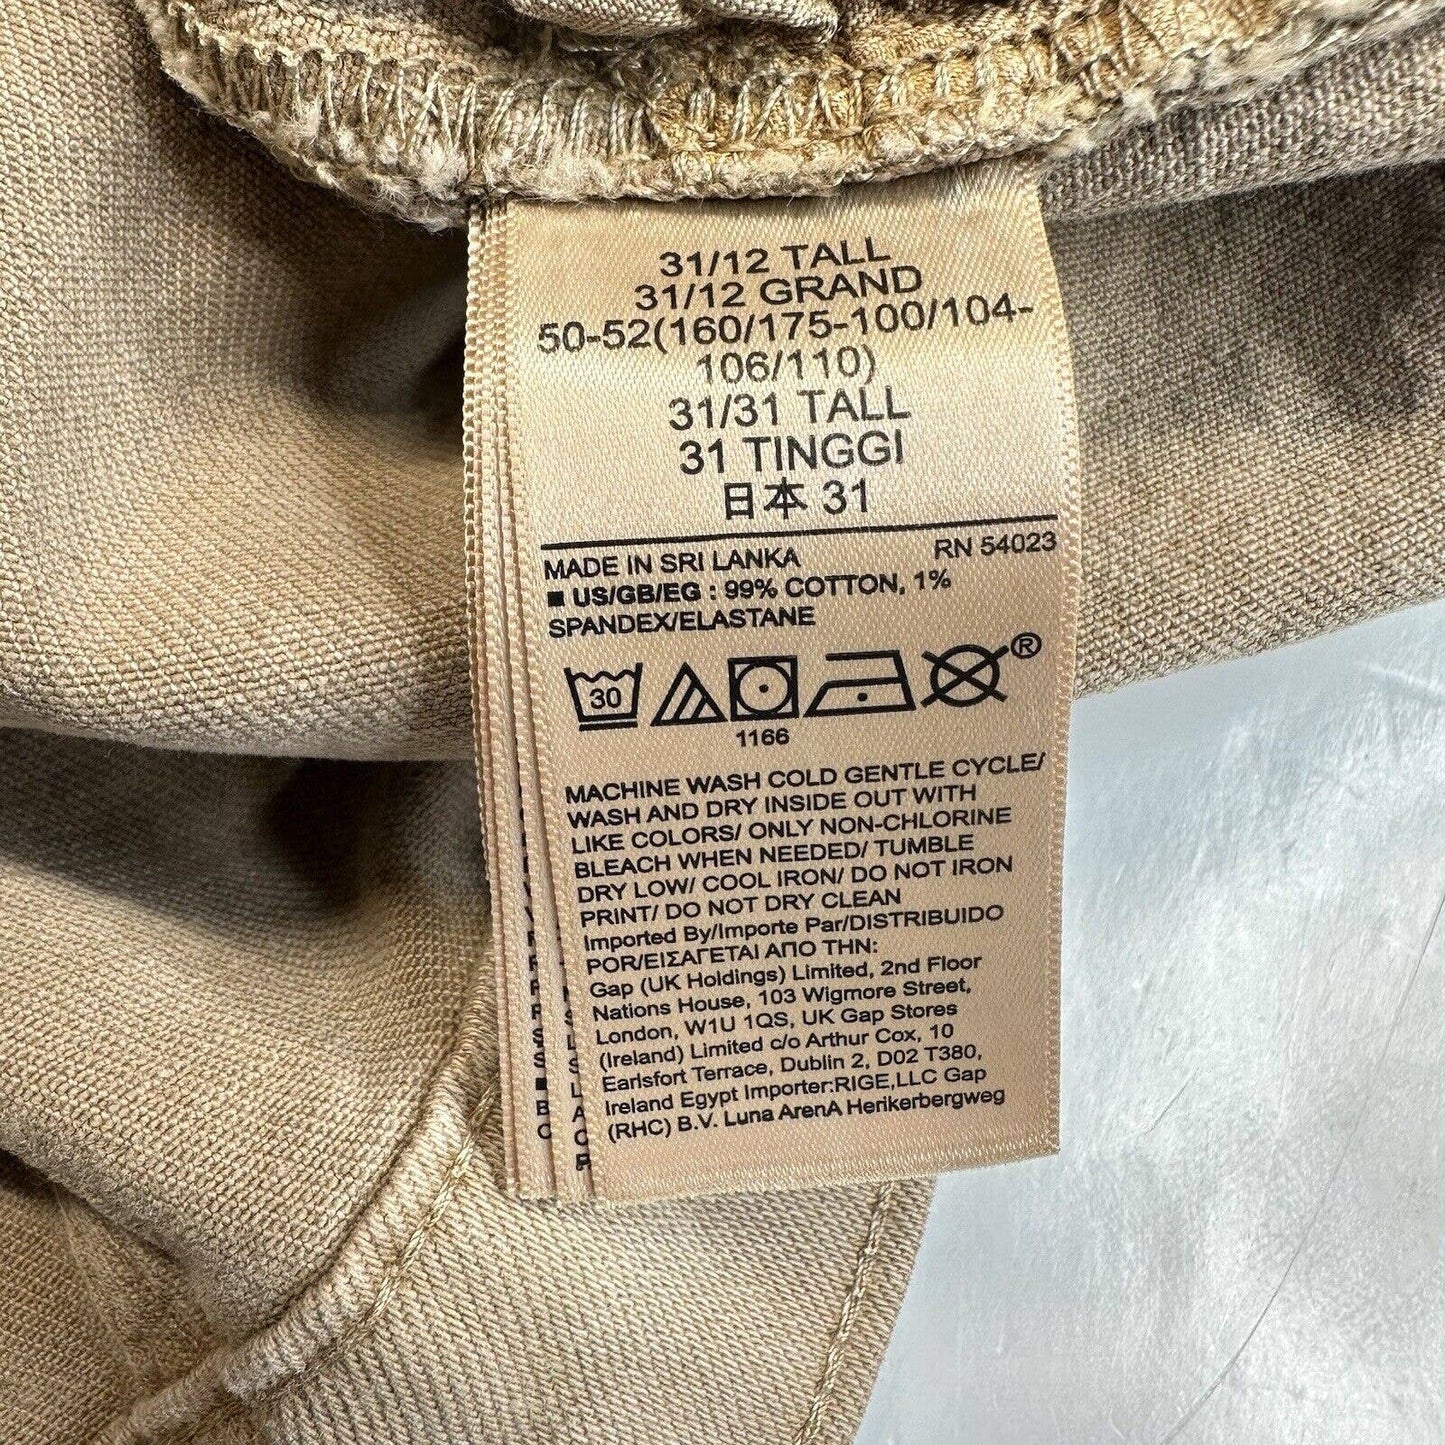 31/12 TALL
31/12 GRAND
50-52(160/175-100/104-
106/110)
31/31 TALL
31 TINGGI
日本 31
MADE IN SRI LANKA RN 54023
■ US/GB/EG : 99% COTTON, 1%
SPANDEX/ELASTANE
30
®
1166
MACHINE WASH COLD GENTLE CYCLE/
WASH AND DRY INSIDE OUT WITH
LIKE COLORS/ ONLY NON-CHLORINE
BLEACH WHEN NEEDED/ TUMBLE
DRY LOW/ COOL IRON/ DO NOT IRON
PRINT/ DO NOT DRY CLEAN
Imported By/Importe Par/DISTRIBUIDO
POR/ΕΙΣΑΓΕΤΑΙ ΑΠΟ ΤΗΝ:
Gap (UK Holdings) Limited, 2nd Floor
Nations House, 103 Wigmore Street,
London, W1U 1QS, UK Gap Stores
(Ireland) Limited c/o Arthur Cox, 10
Earlsfort Terrace, Dublin 2, D02 T380,
Ireland Egypt Importer:RIGE,LLC Gap
(RHC) B.V. Luna ArenA Herikerbergweg